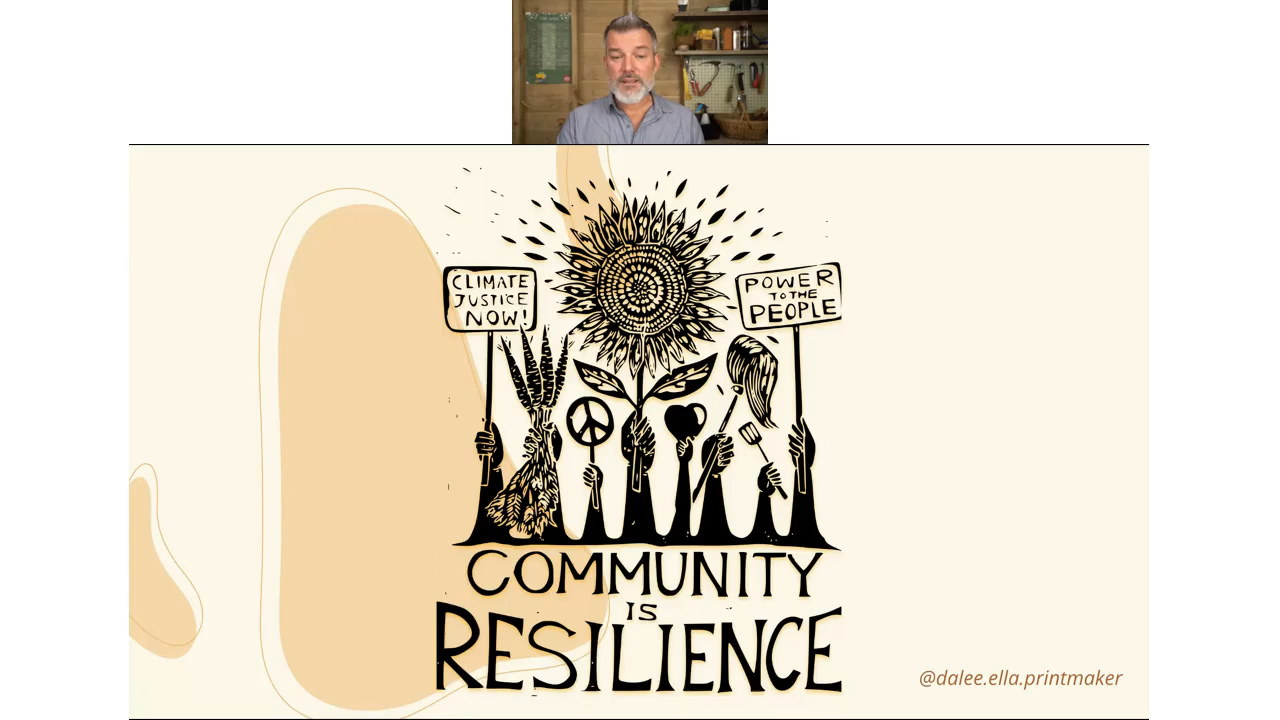 CLIMATE
JUSTICE
NOW!
POWER
TO THE
PEOPLE
COMMUNITY
IS
RESILIENCE
@dalee.ella.printmaker